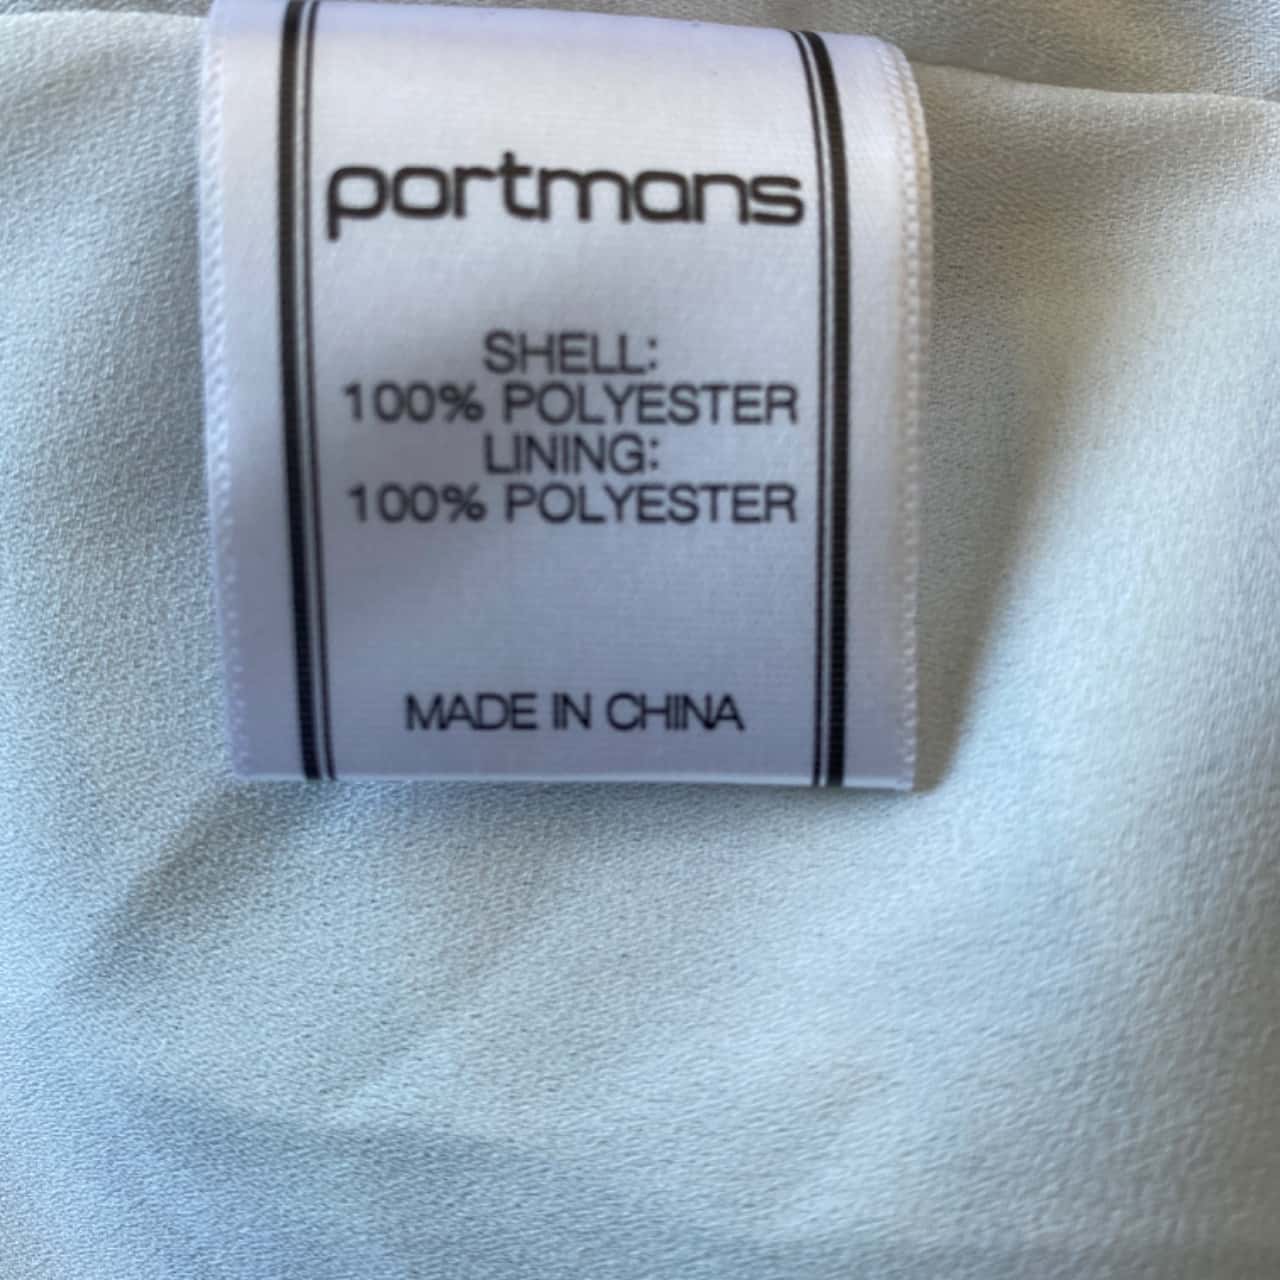 portmans
SHELL:
100% POLYESTER
LINING:
100% POLYESTER
MADE IN CHINA